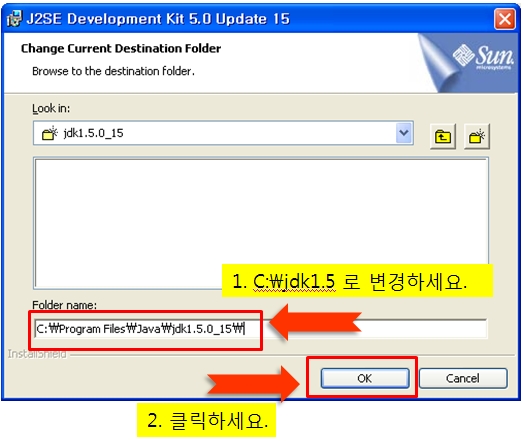 J2SE Development Kit 5.0 Update 15
Change Current Destination Folder
Browse to the destination folder.
Sun
microsystems
Look in:
jdk1.5.0_15
1. C:₩jdk1.5 로 변경하세요.
Folder name:
C:₩Program Files₩Java₩jdk1.5.0_15₩
InstallShield
OK
Cancel
2. 클릭하세요.